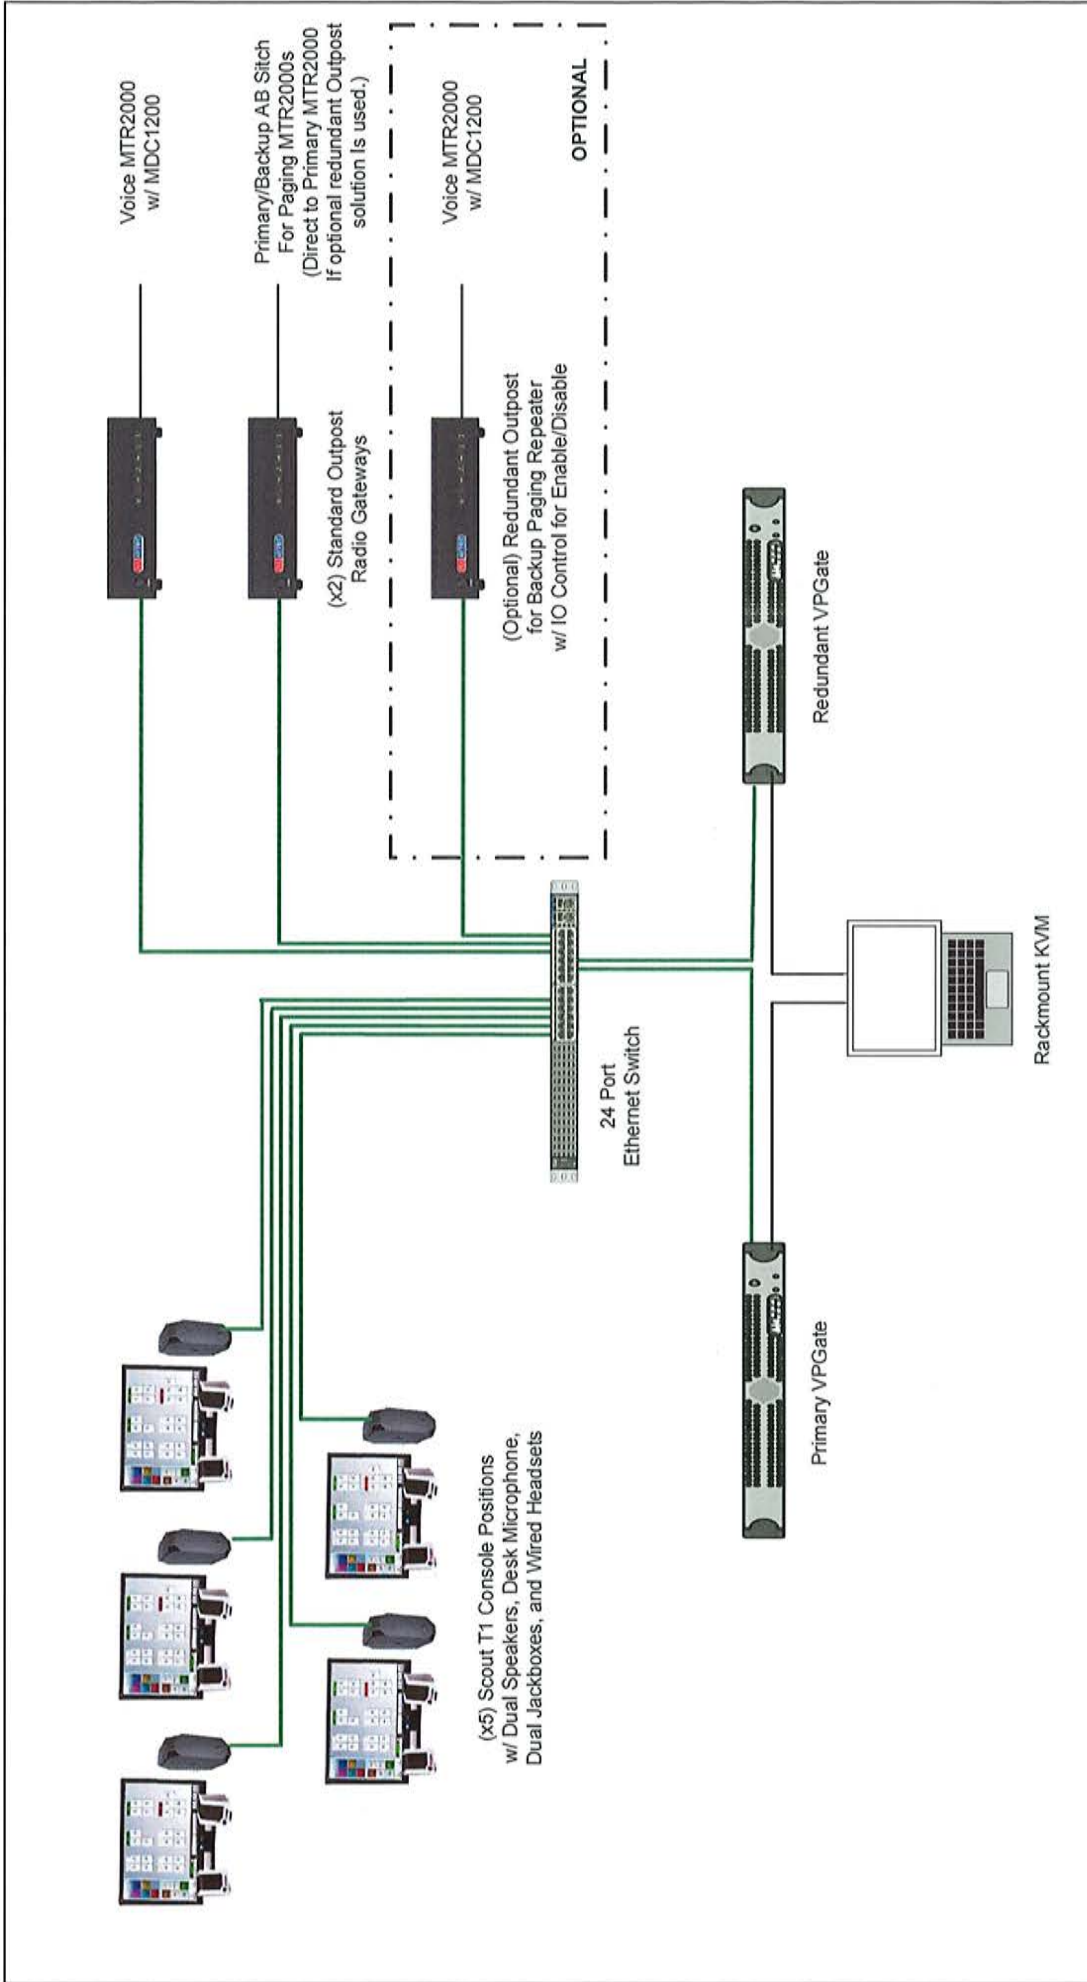 Voice MTR2000
w/ MDC1200
Primary/Backup AB Sitch
For Paging MTR2000s
(Direct to Primary MTR2000
If optional redundant Outpost
solution Is used.)
(x2) Standard Outpost
Radio Gateways
OPTIONAL
Voice MTR2000
w/ MDC1200
(Optional) Redundant Outpost
for Backup Paging Repeater
w/ IO Control for Enable/Disable
(x5) Scout T1 Console Positions
w/ Dual Speakers, Desk Microphone,
Dual Jackboxes, and Wired Headsets
24 Port
Ethernet Switch
Primary VPGate
Redundant VPGate
Rackmount KVM